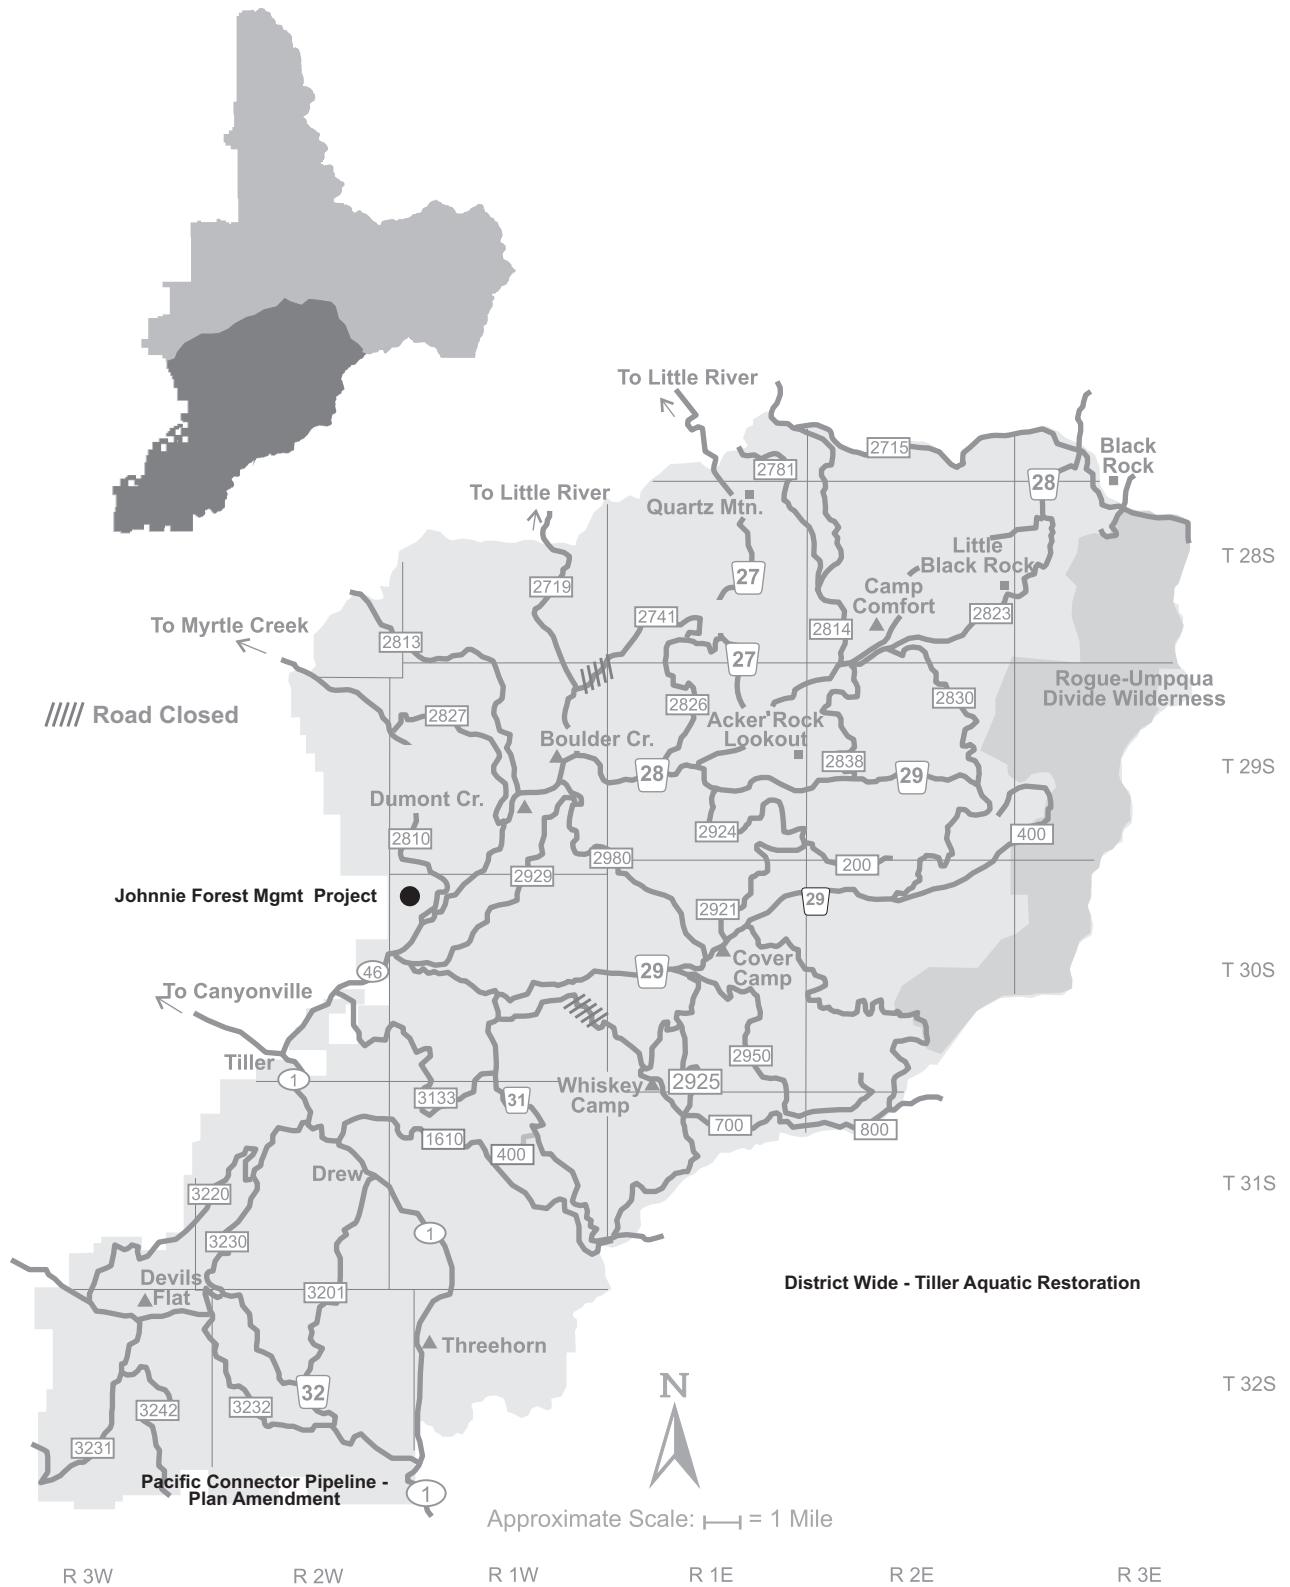 To Little River
Black
Rock
2715
2781
28
To Little River
Quartz Mtn.
Little
Black Rock
T 28S
27
2719
Camp
Comfort
2741
2823
To Myrtle Creek
2814
2813
27
Rogue-Umpqua
Divide Wilderness
2830
2826
Road Closed
2827
Acker Rock
Lookout
Boulder Cr.
2838
T 29S
28
29
Dumont Cr.
2924
400
2810
2980
200
2929
Johnnie Forest Mgmt Project
29
2921
Cover
Camp
46
29
T 30S
To Canyonville
2950
Tiller
1
2925
Whiskey
Camp
3133
31
700
800
1610
400
Drew
T 31S
3220
1
3230
Devils
Flat
District Wide - Tiller Aquatic Restoration
3201
Threehorn
N
T 32S
32
3242
3232
3231
Pacific Connector Pipeline -
Plan Amendment
1
Approximate Scale: = 1 Mile
R 3W R 2W R 1W R 1E R 2E R 3E